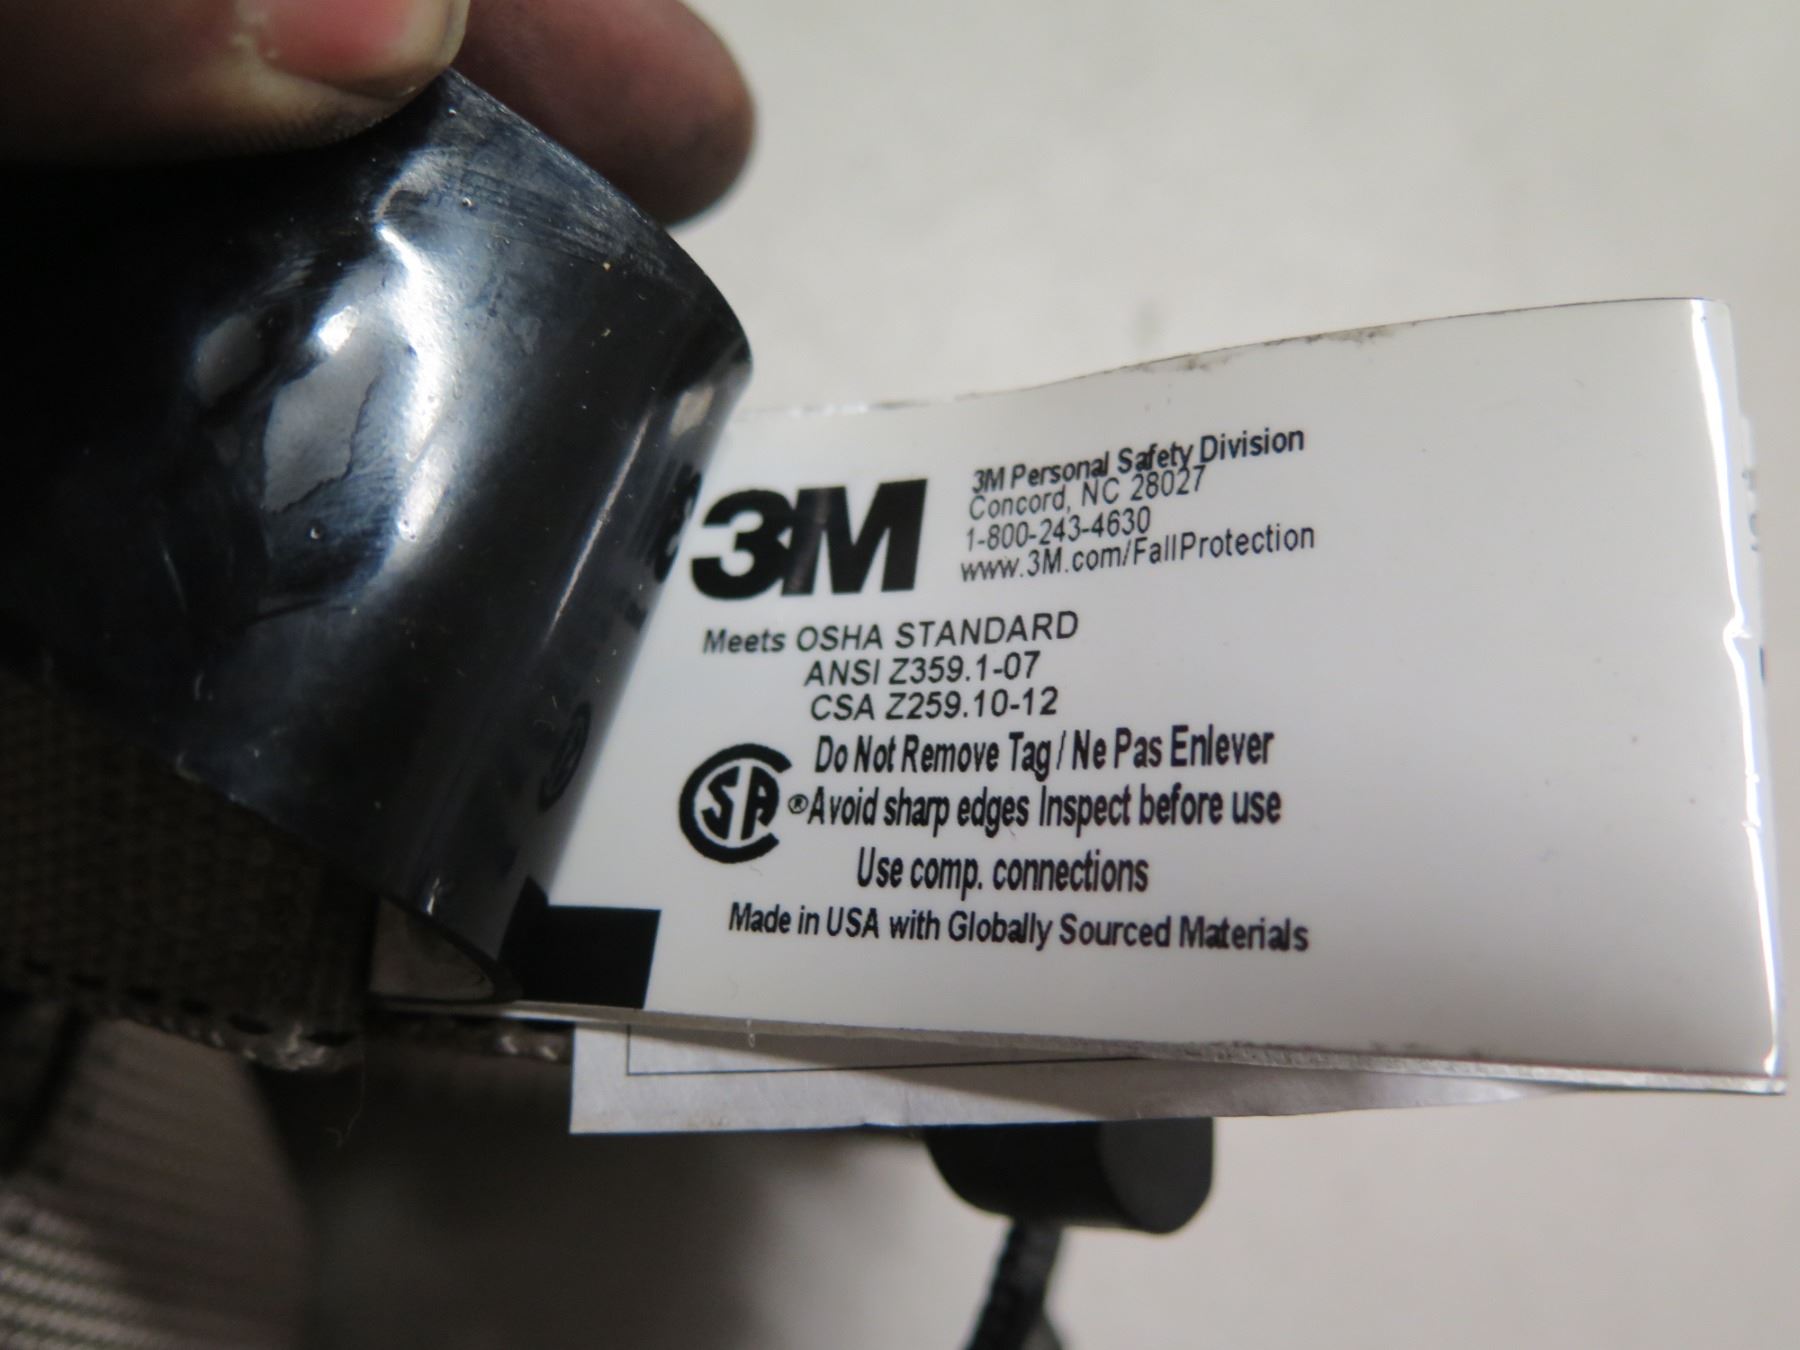 3M
3M Personal Safety Division
Concord, NC 28027
1-800-243-4630
www.3M.com/FallProtection
Meets OSHA STANDARD
ANSI Z359.1-07
CSA Z259.10-12
Do Not Remove Tag / Ne Pas Enlever
CSA ® Avoid sharp edges Inspect before use
Use comp. connections
Made in USA with Globally Sourced Materials